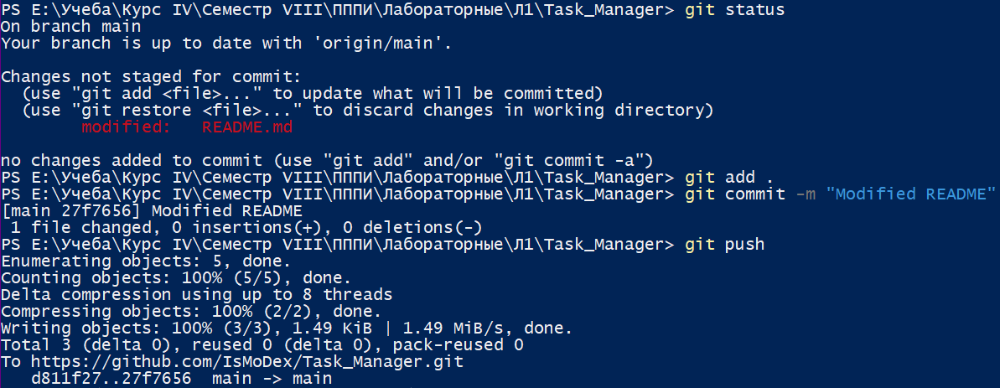 PS E:\Учеба\Курс IV\Семестр VIII\ПППИ\Лабораторные\Л1\Task_Manager> git status
On branch main
Your branch is up to date with 'origin/main'.
Changes not staged for commit:
  (use "git add <file>..." to update what will be committed)
  (use "git restore <file>..." to discard changes in working directory)
        modified:   README.md
no changes added to commit (use "git add" and/or "git commit -a")
PS E:\Учеба\Курс IV\Семестр VIII\ПППИ\Лабораторные\Л1\Task_Manager> git add .
PS E:\Учеба\Курс IV\Семестр VIII\ПППИ\Лабораторные\Л1\Task_Manager> git commit -m "Modified README"
[main 27f7656] Modified README
 1 file changed, 0 insertions(+), 0 deletions(-)
PS E:\Учеба\Курс IV\Семестр VIII\ПППИ\Лабораторные\Л1\Task_Manager> git push
Enumerating objects: 5, done.
Counting objects: 100% (5/5), done.
Delta compression using up to 8 threads
Compressing objects: 100% (2/2), done.
Writing objects: 100% (3/3), 1.49 KiB | 1.49 MiB/s, done.
Total 3 (delta 0), reused 0 (delta 0), pack-reused 0
To https://github.com/IsMoDex/Task_Manager.git
   d811f27..27f7656  main -> main